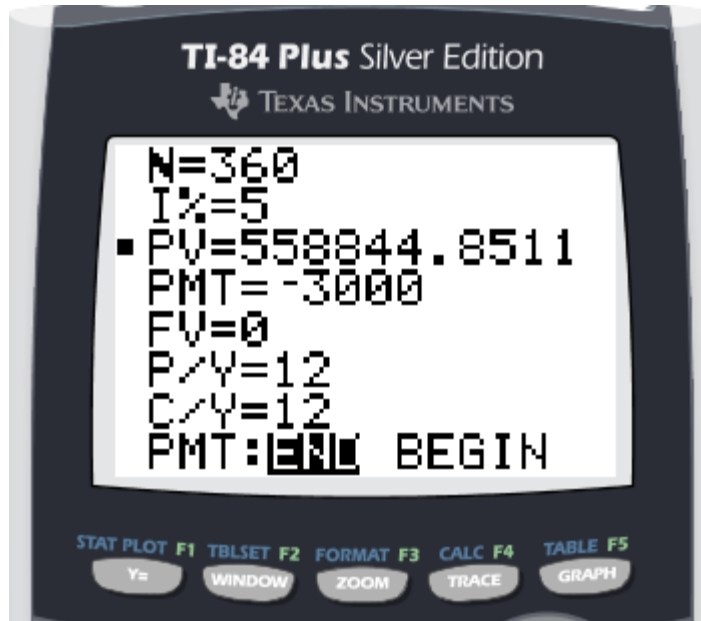 TI-84 Plus Silver Edition
TEXAS INSTRUMENTS
N=360
I%=5
PV=558844.8511
PMT=-3000
FV=0
P/Y=12
C/Y=12
PMT:END BEGIN
STAT PLOT F1 TBLSET F2 FORMAT F3 CALC F4 TABLE F5
Y= WINDOW ZOOM TRACE GRAPH